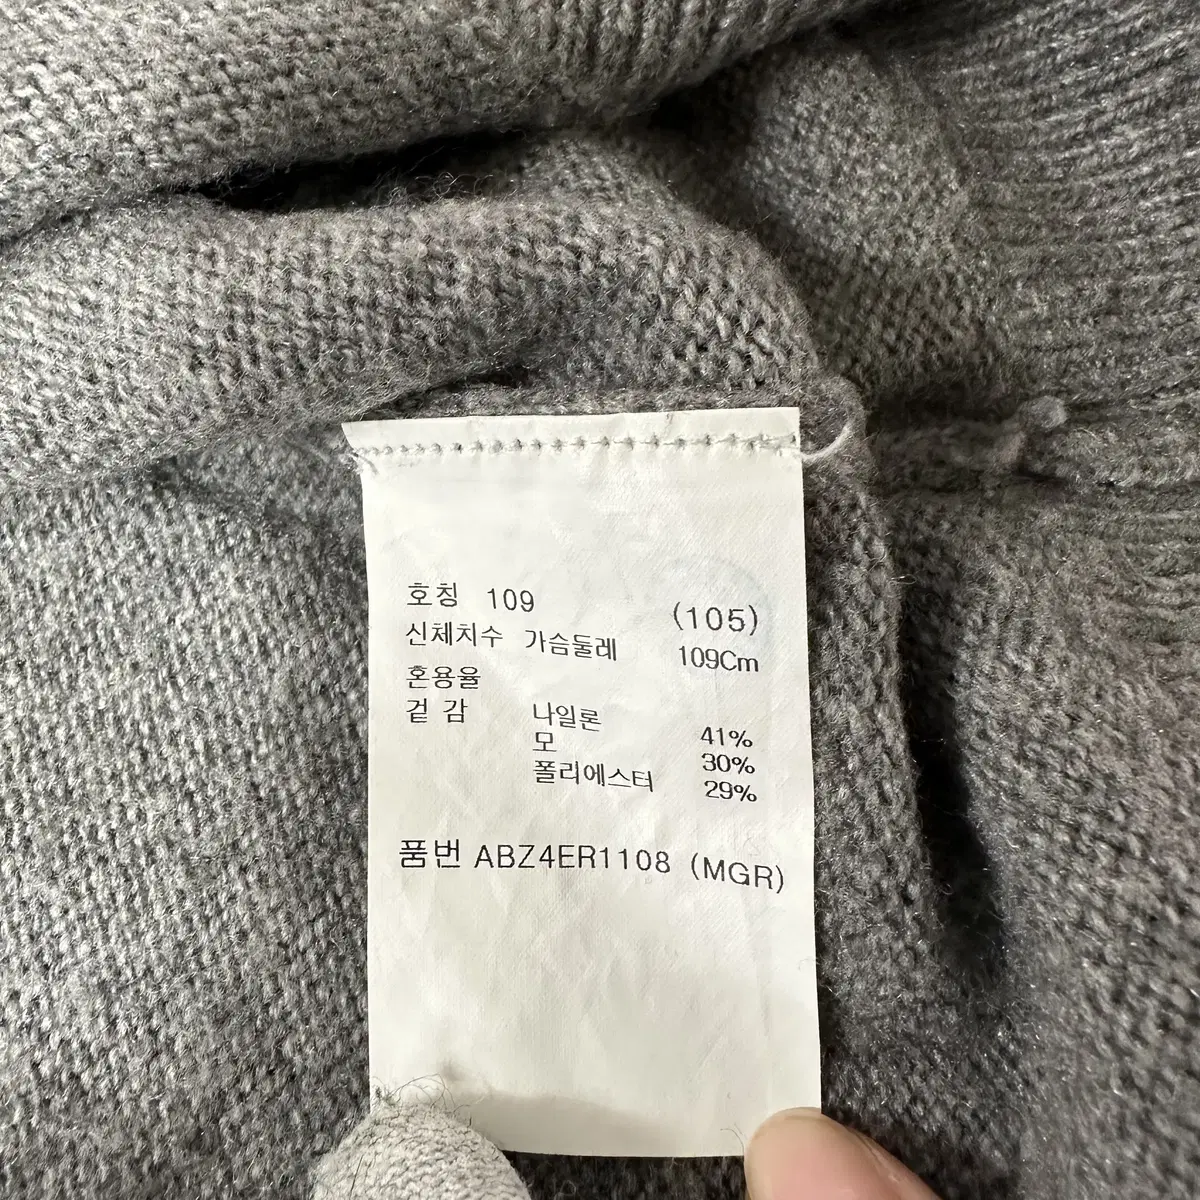 호칭 109 (105)
신체치수 가슴둘레 109Cm
혼용율
겉감 나일론 41%
모 30%
폴리에스터 29%
품번 ABZ4ER1108 (MGR)